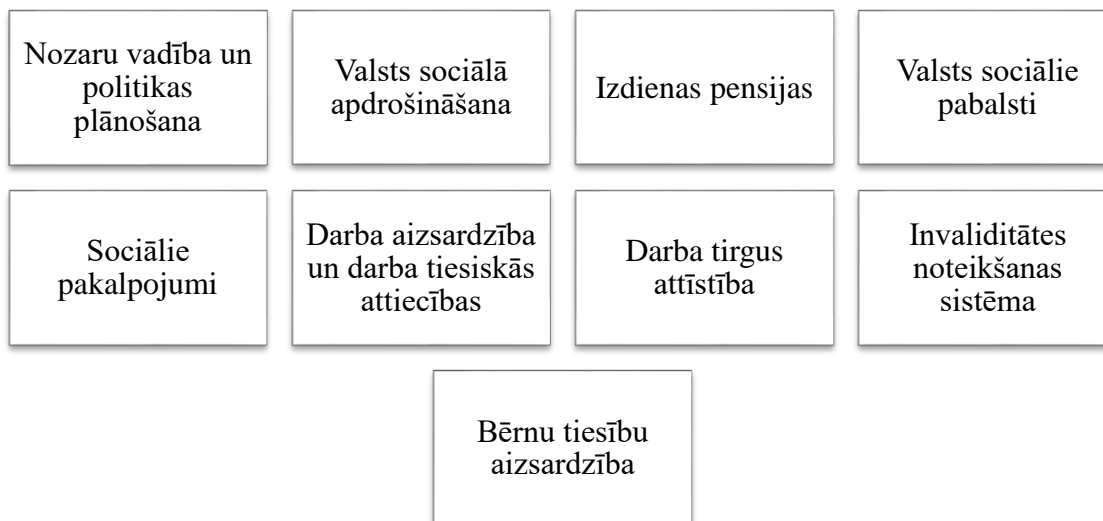 Nozaru vadība un
politikas
plānošana
Valsts sociālā
apdrošināšana
Izdienas pensijas
Valsts sociālie
pabalsti
Sociālie
pakalpojumi
Darba aizsardzība
un darba tiesiskās
attiecības
Darba tirgus
attīstība
Invaliditātes
noteikšanas
sistēma
Bērnu tiesību
aizsardzība